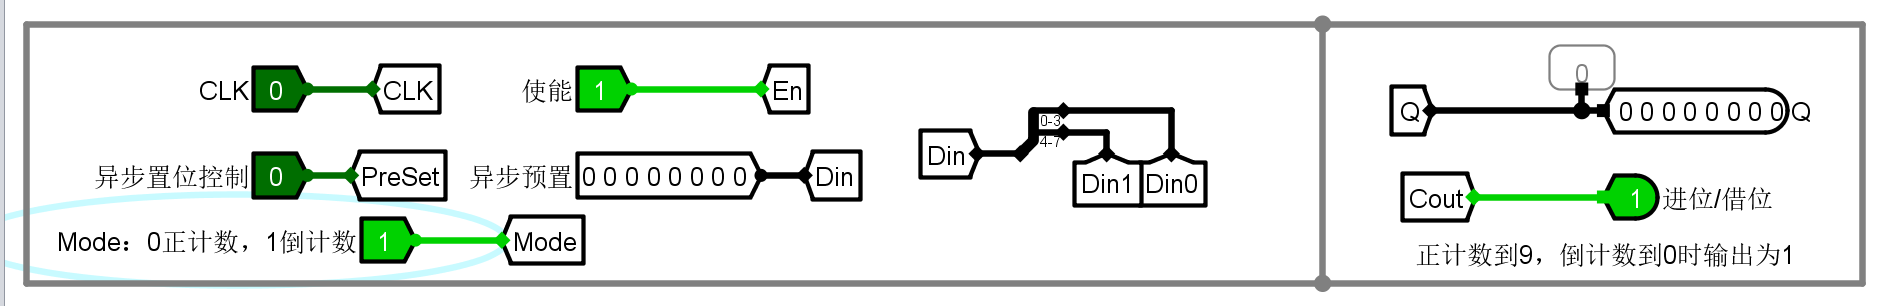 CLK 0 CLK
使能 1 En
异步置位控制 0 PreSet
异步预置 0 0 0 0 0 0 0 0 Din
Mode：0正计数，1倒计数 1 Mode
Din
0-3
4-7
Din1 Din0
0
Q 0 0 0 0 0 0 0 0 Q
Cout 1 进位/借位
正计数到9，倒计数到0时输出为1